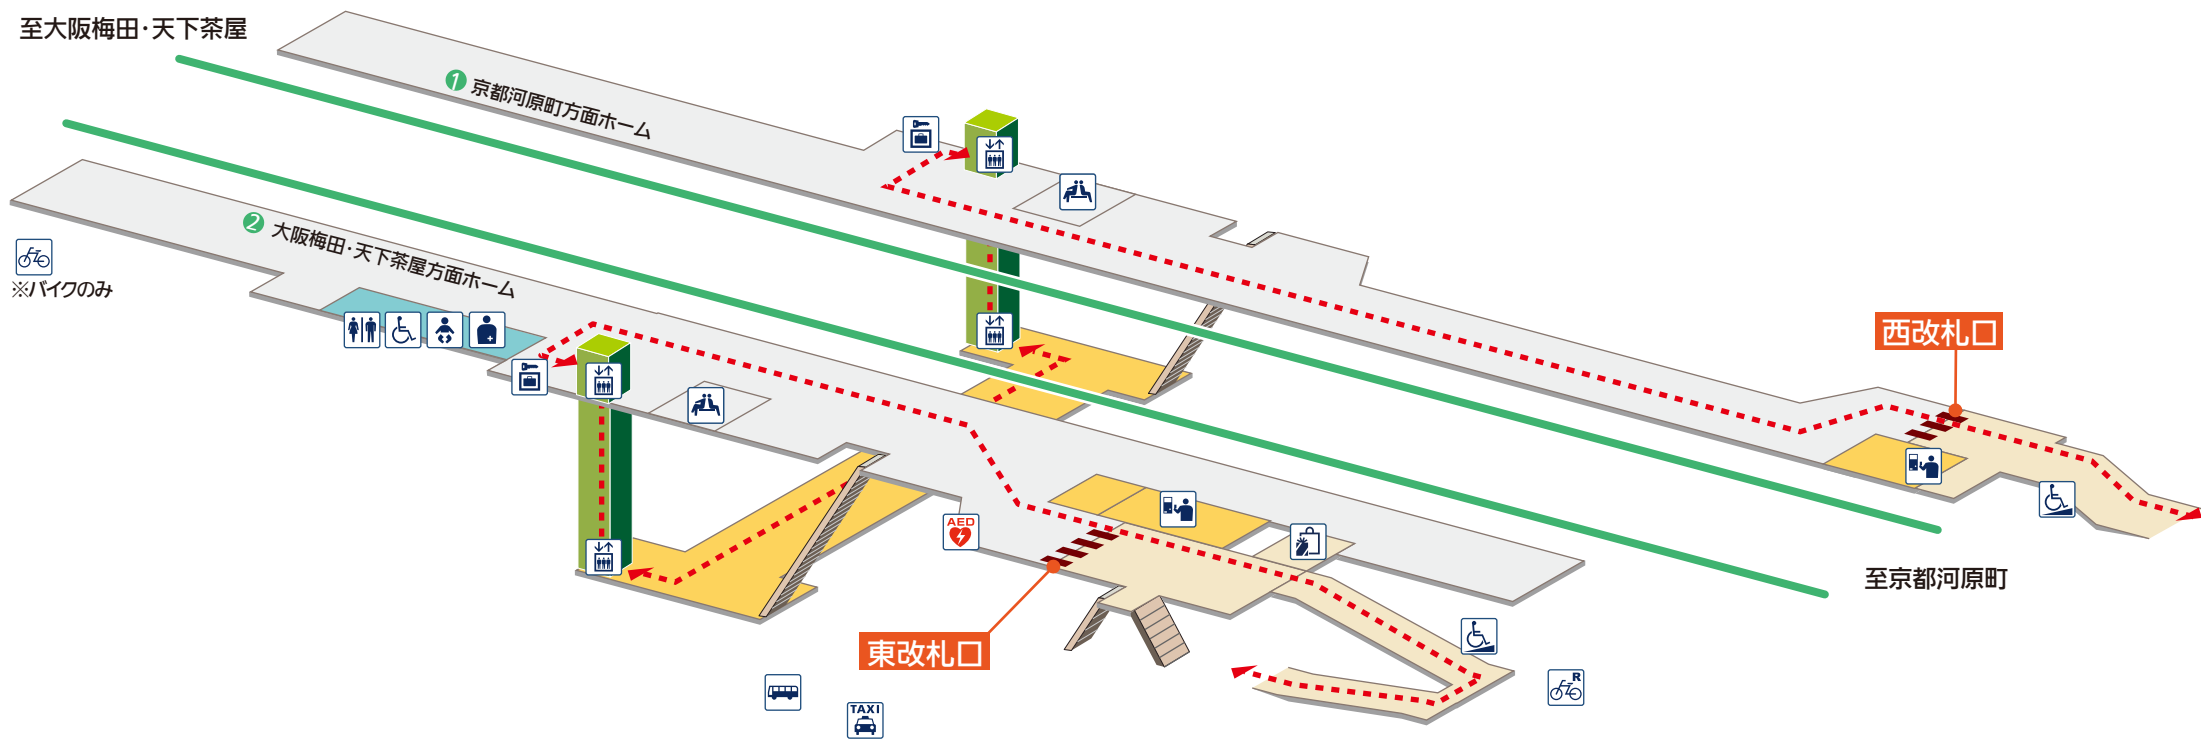 至大阪梅田・天下茶屋
1 京都河原町方面ホーム
2 大阪梅田・天下茶屋方面ホーム
※バイクのみ
西改札口
AED
至京都河原町
東改札口
R
TAXI